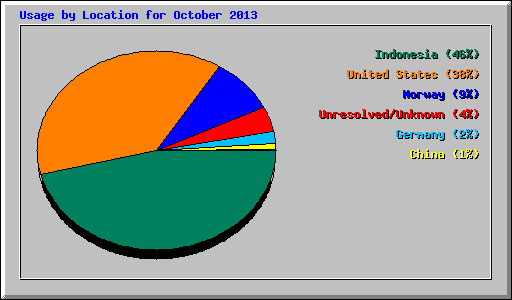 Usage by Location for October 2013
Indonesia (46%)
United States (38%)
Norway (9%)
Unresolved/Unknown (4%)
Germany (2%)
China (1%)